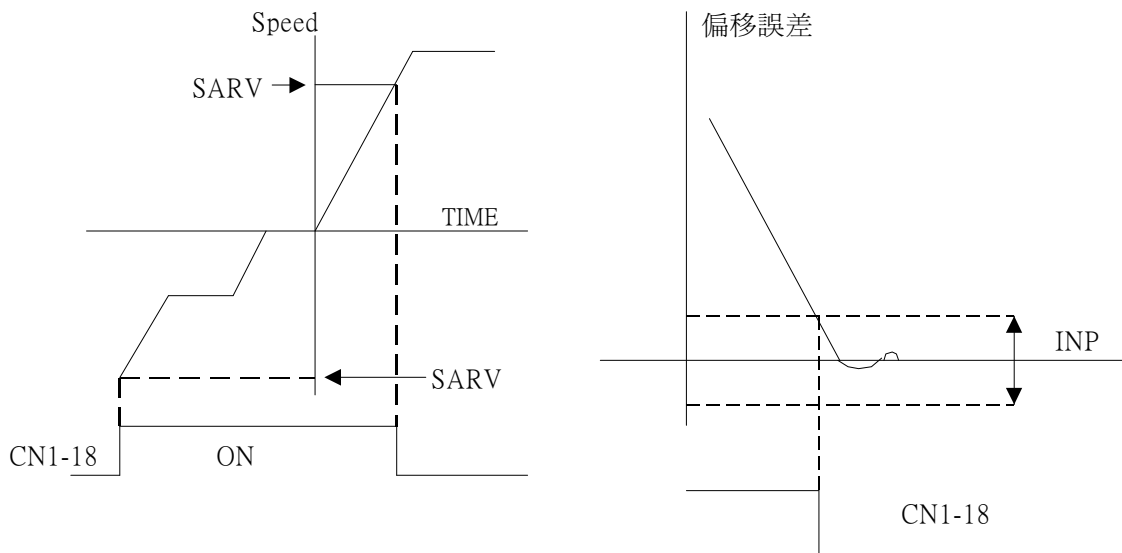 Speed
SARV
TIME
SARV
CN1-18
ON
偏移誤差
INP
CN1-18